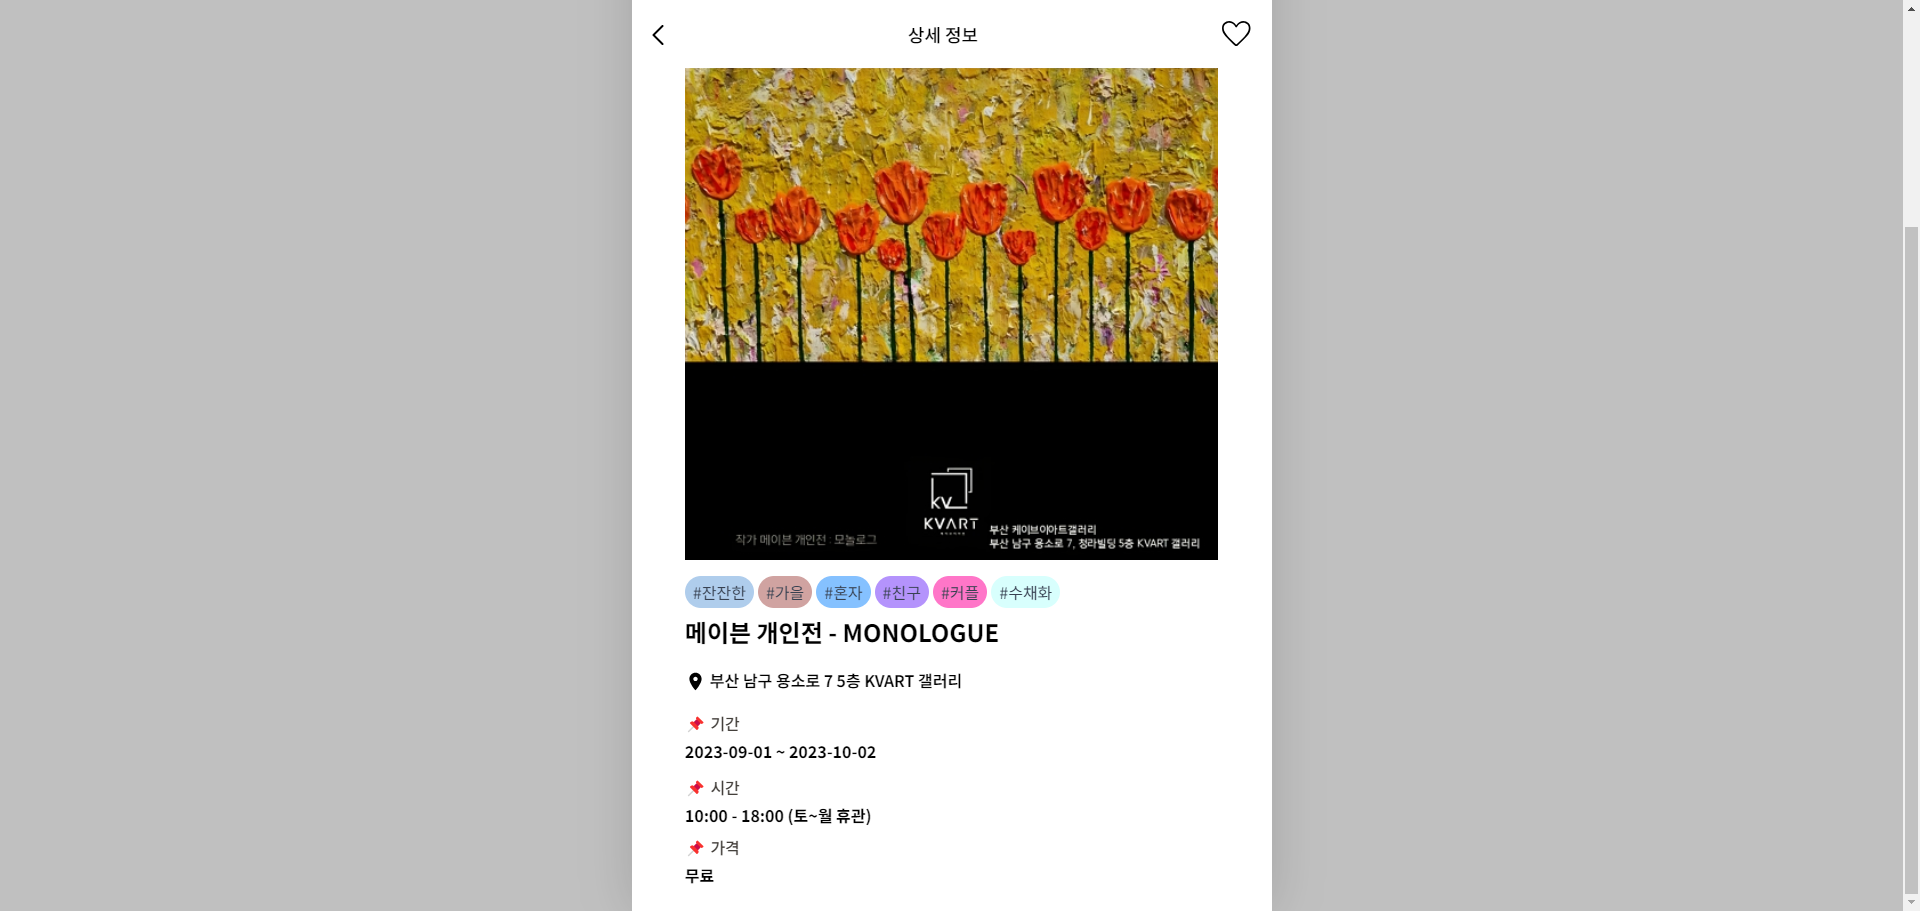 상세 정보
KV
KVART
작가 메이븐 개인전 : 모놀로그
부산 케이브이아트갤러리
부산 남구 용소로 7, 청라빌딩 5층 KVART 갤러리
#잔잔한 #가을 #혼자 #친구 #커플 #수채화
메이븐 개인전 - MONOLOGUE
부산 남구 용소로 7 5층 KVART 갤러리
기간
2023-09-01 ~ 2023-10-02
시간
10:00 - 18:00 (토~월 휴관)
가격
무료